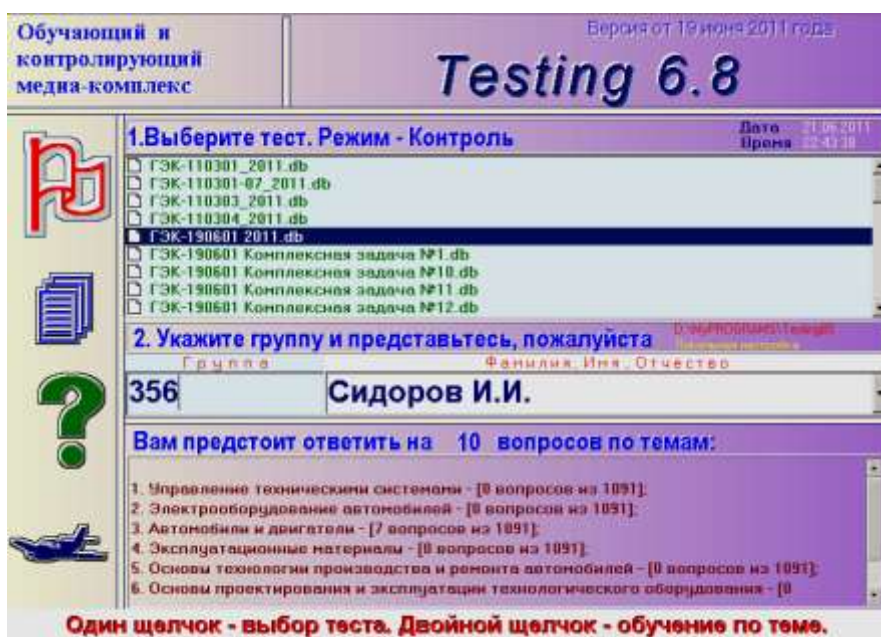 Обучающий и
контролирующий
медиа-комплекс
Версия от 19 июня 2011 года
Testing 6.8
1.Выберите тест. Режим - Контроль
Дата 21.06.2011
Время 22:43:38
ГЭК-110301_2011.db
ГЭК-110301-07_2011.db
ГЭК-110303_2011.db
ГЭК-110304_2011.db
ГЭК-190601 2011.db
ГЭК-190601 Комплексная задача №1.db
ГЭК-190601 Комплексная задача №10.db
ГЭК-190601 Комплексная задача №11.db
ГЭК-190601 Комплексная задача №12.db
2. Укажите группу и представьтесь, пожалуйста
Группа
Фамилия, Имя, Отчество
356
Сидоров И.И.
Вам предстоит ответить на 10 вопросов по темам:
1. Управление техническими системами - [0 вопросов из 1091];
2. Электрооборудование автомобилей - [0 вопросов из 1091];
3. Автомобили и двигатели - [7 вопросов из 1091];
4. Эксплуатационные материалы - [0 вопросов из 1091];
5. Основы технологии производства и ремонта автомобилей - [0 вопросов из 1091];
6. Основы проектирования и эксплуатации технологического оборудования - [0
Один щелчок - выбор теста. Двойной щелчок - обучение по теме.